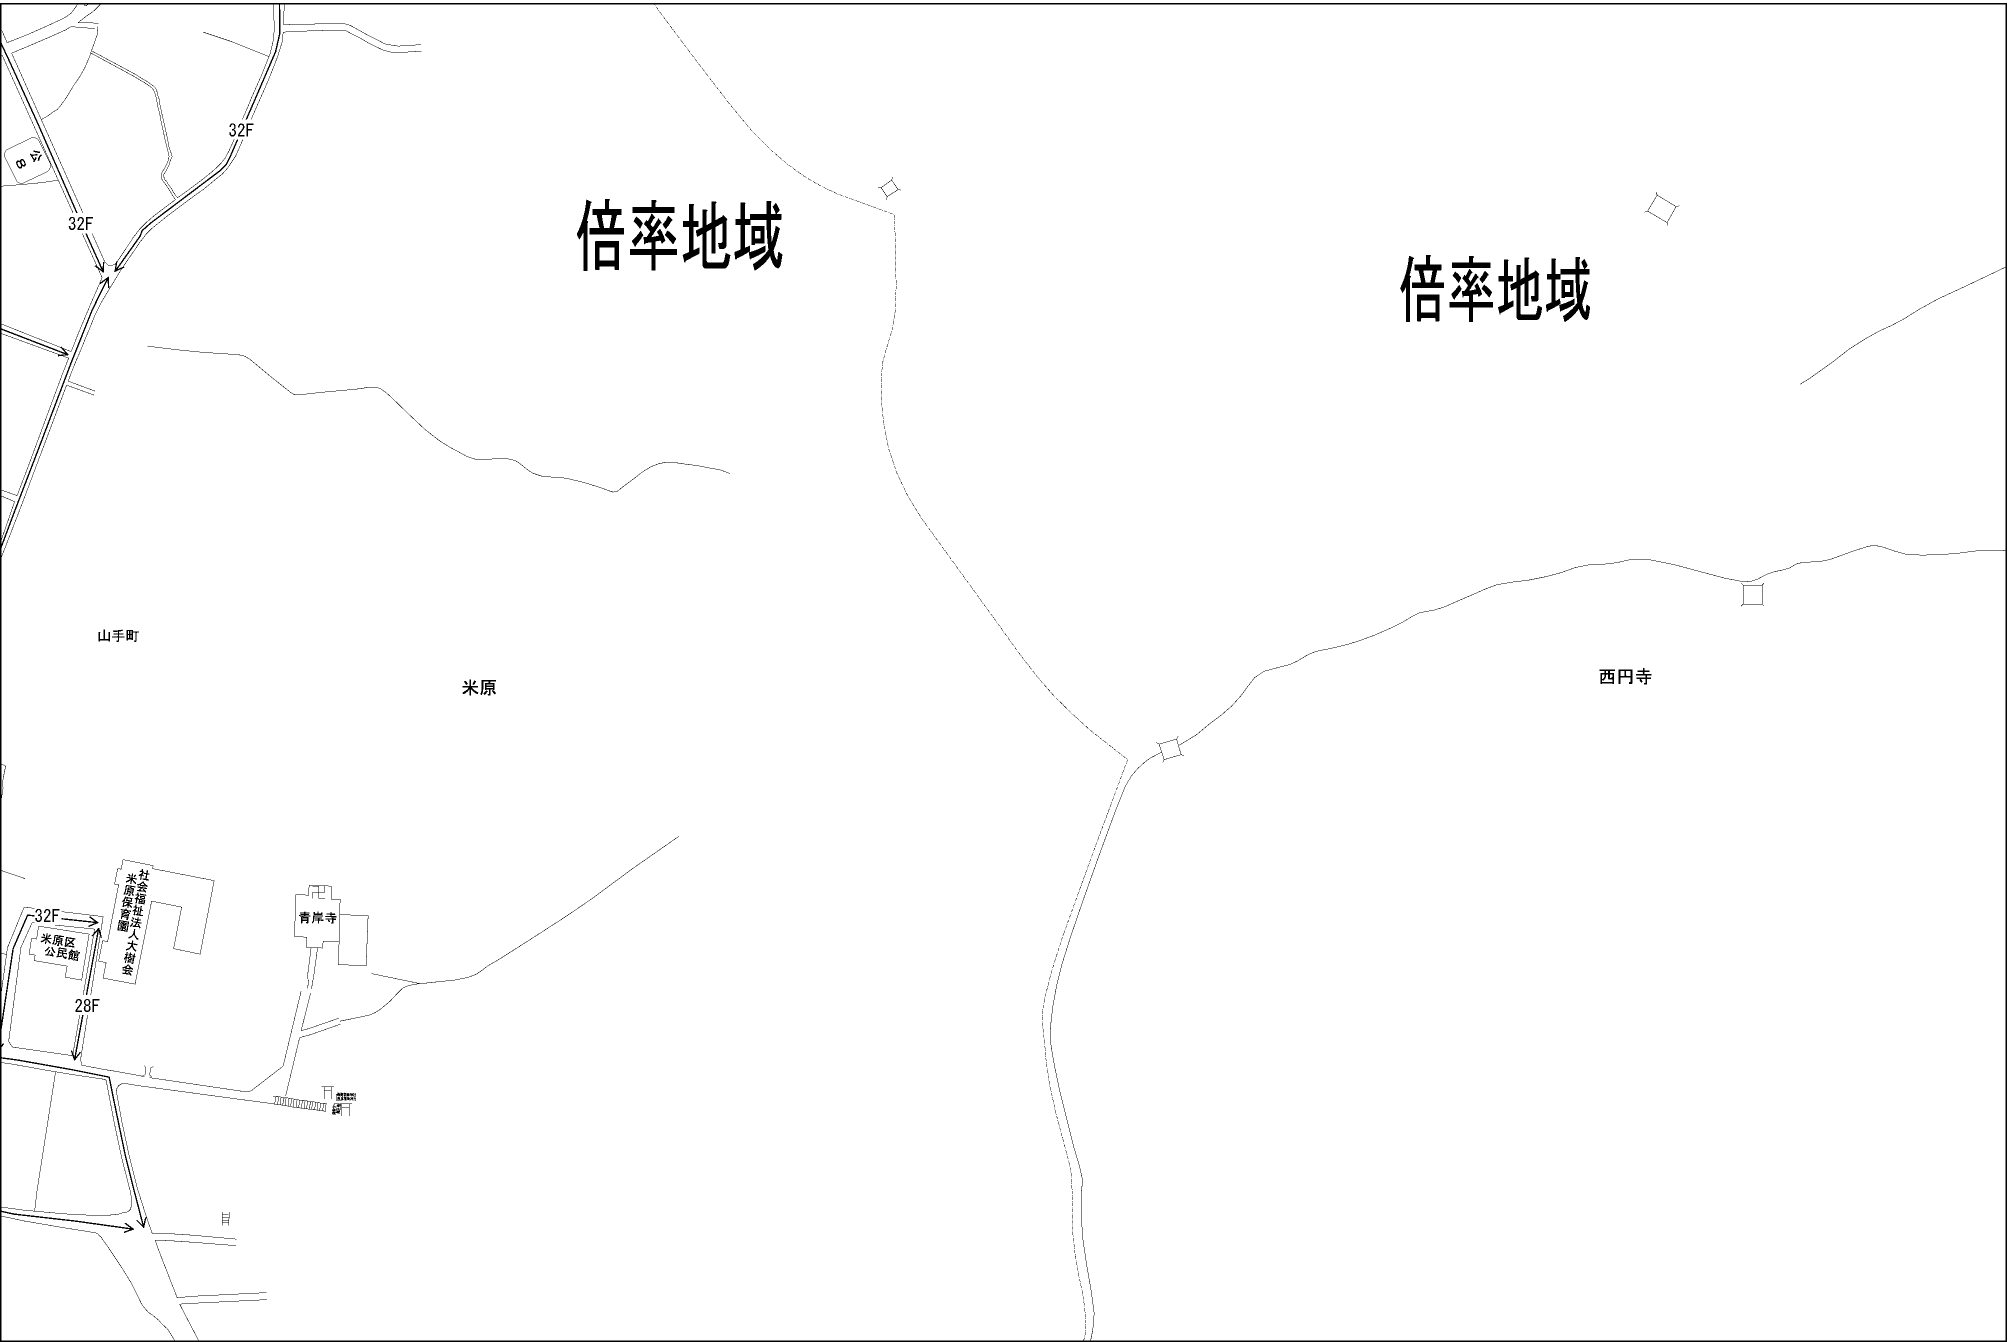 32F
公
8
32F
倍率地域
倍率地域
山手町
米原
西円寺
社会福祉法人大樹会
米原保育園
32F
青岸寺
米原区
公民館
28F